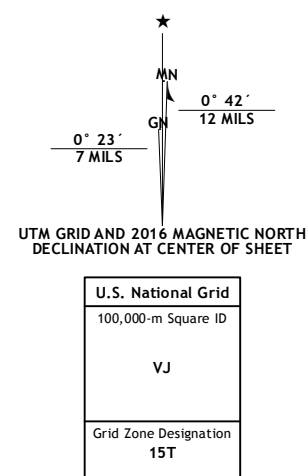 ★
MN
GN
0° 42´
12 MILS
0° 23´
7 MILS
UTM GRID AND 2016 MAGNETIC NORTH
DECLINATION AT CENTER OF SHEET
U.S. National Grid
100,000-m Square ID
VJ
Grid Zone Designation
15T